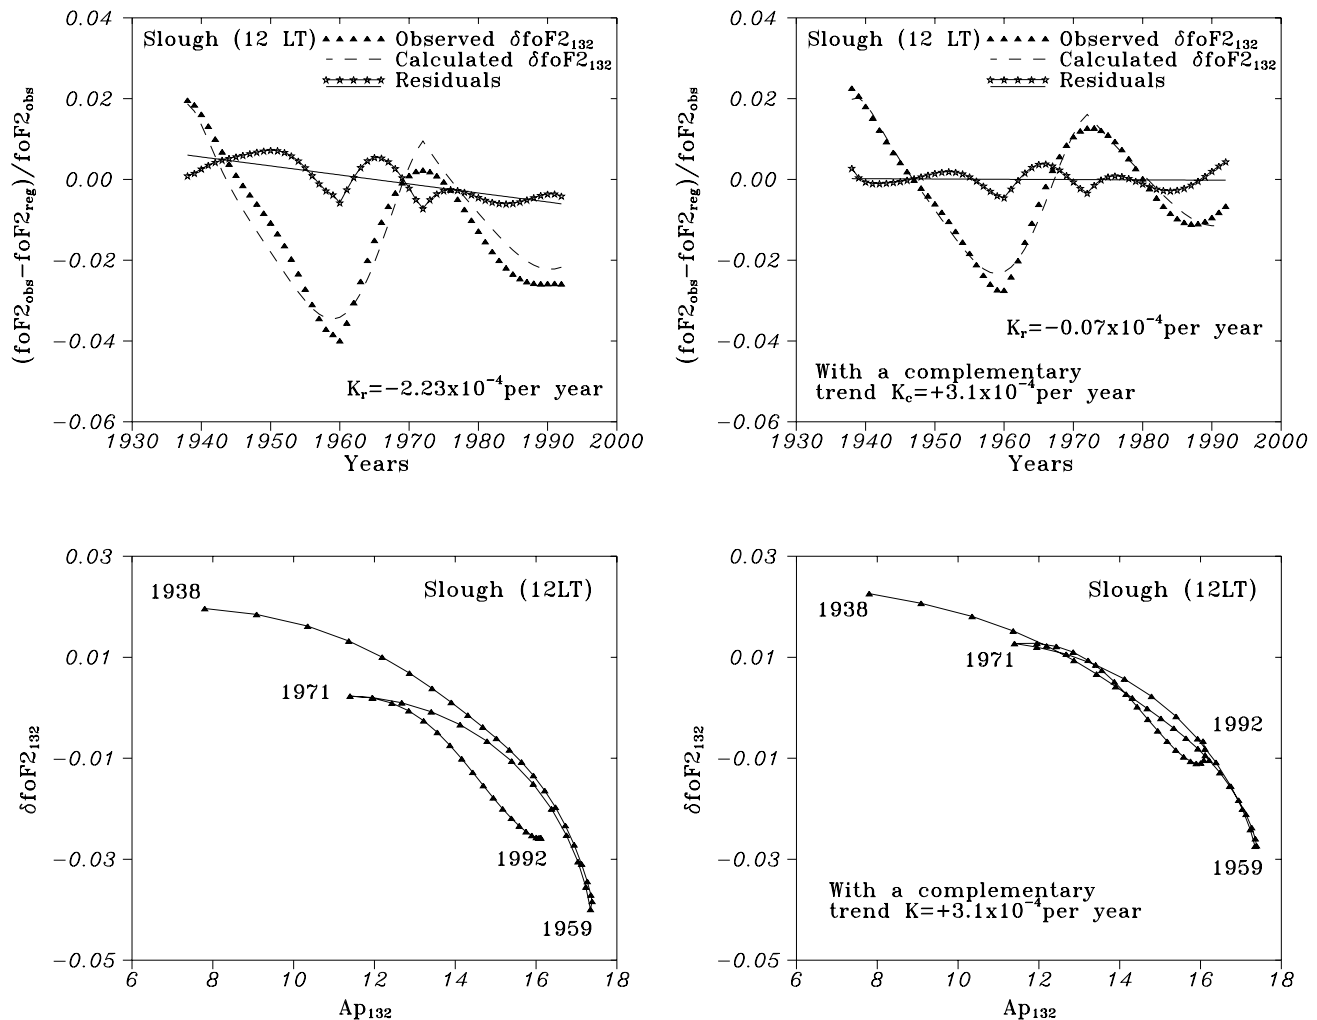 Slough (12 LT)
Observed δfoF2132
Calculated δfoF2132
Residuals
(foF2obs−foF2reg)/foF2obs
0.04
0.02
0.00
−0.02
−0.04
−0.06
Kr=−2.23x10−4per year
1930 1940 1950 1960 1970 1980 1990 2000
Years
Slough (12 LT)
Observed δfoF2132
Calculated δfoF2132
Residuals
(foF2obs−foF2reg)/foF2obs
0.04
0.02
0.00
−0.02
−0.04
−0.06
Kr=−0.07x10−4per year
With a complementary
trend Kc=+3.1x10−4per year
1930 1940 1950 1960 1970 1980 1990 2000
Years
Slough (12LT)
δfoF2132
0.03
0.01
−0.01
−0.03
−0.05
1938
1971
1992
1959
6 8 10 12 14 16 18
Ap132
Slough (12LT)
δfoF2132
0.03
0.01
−0.01
−0.03
−0.05
1938
1971
1992
1959
With a complementary
trend K=+3.1x10−4per year
6 8 10 12 14 16 18
Ap132